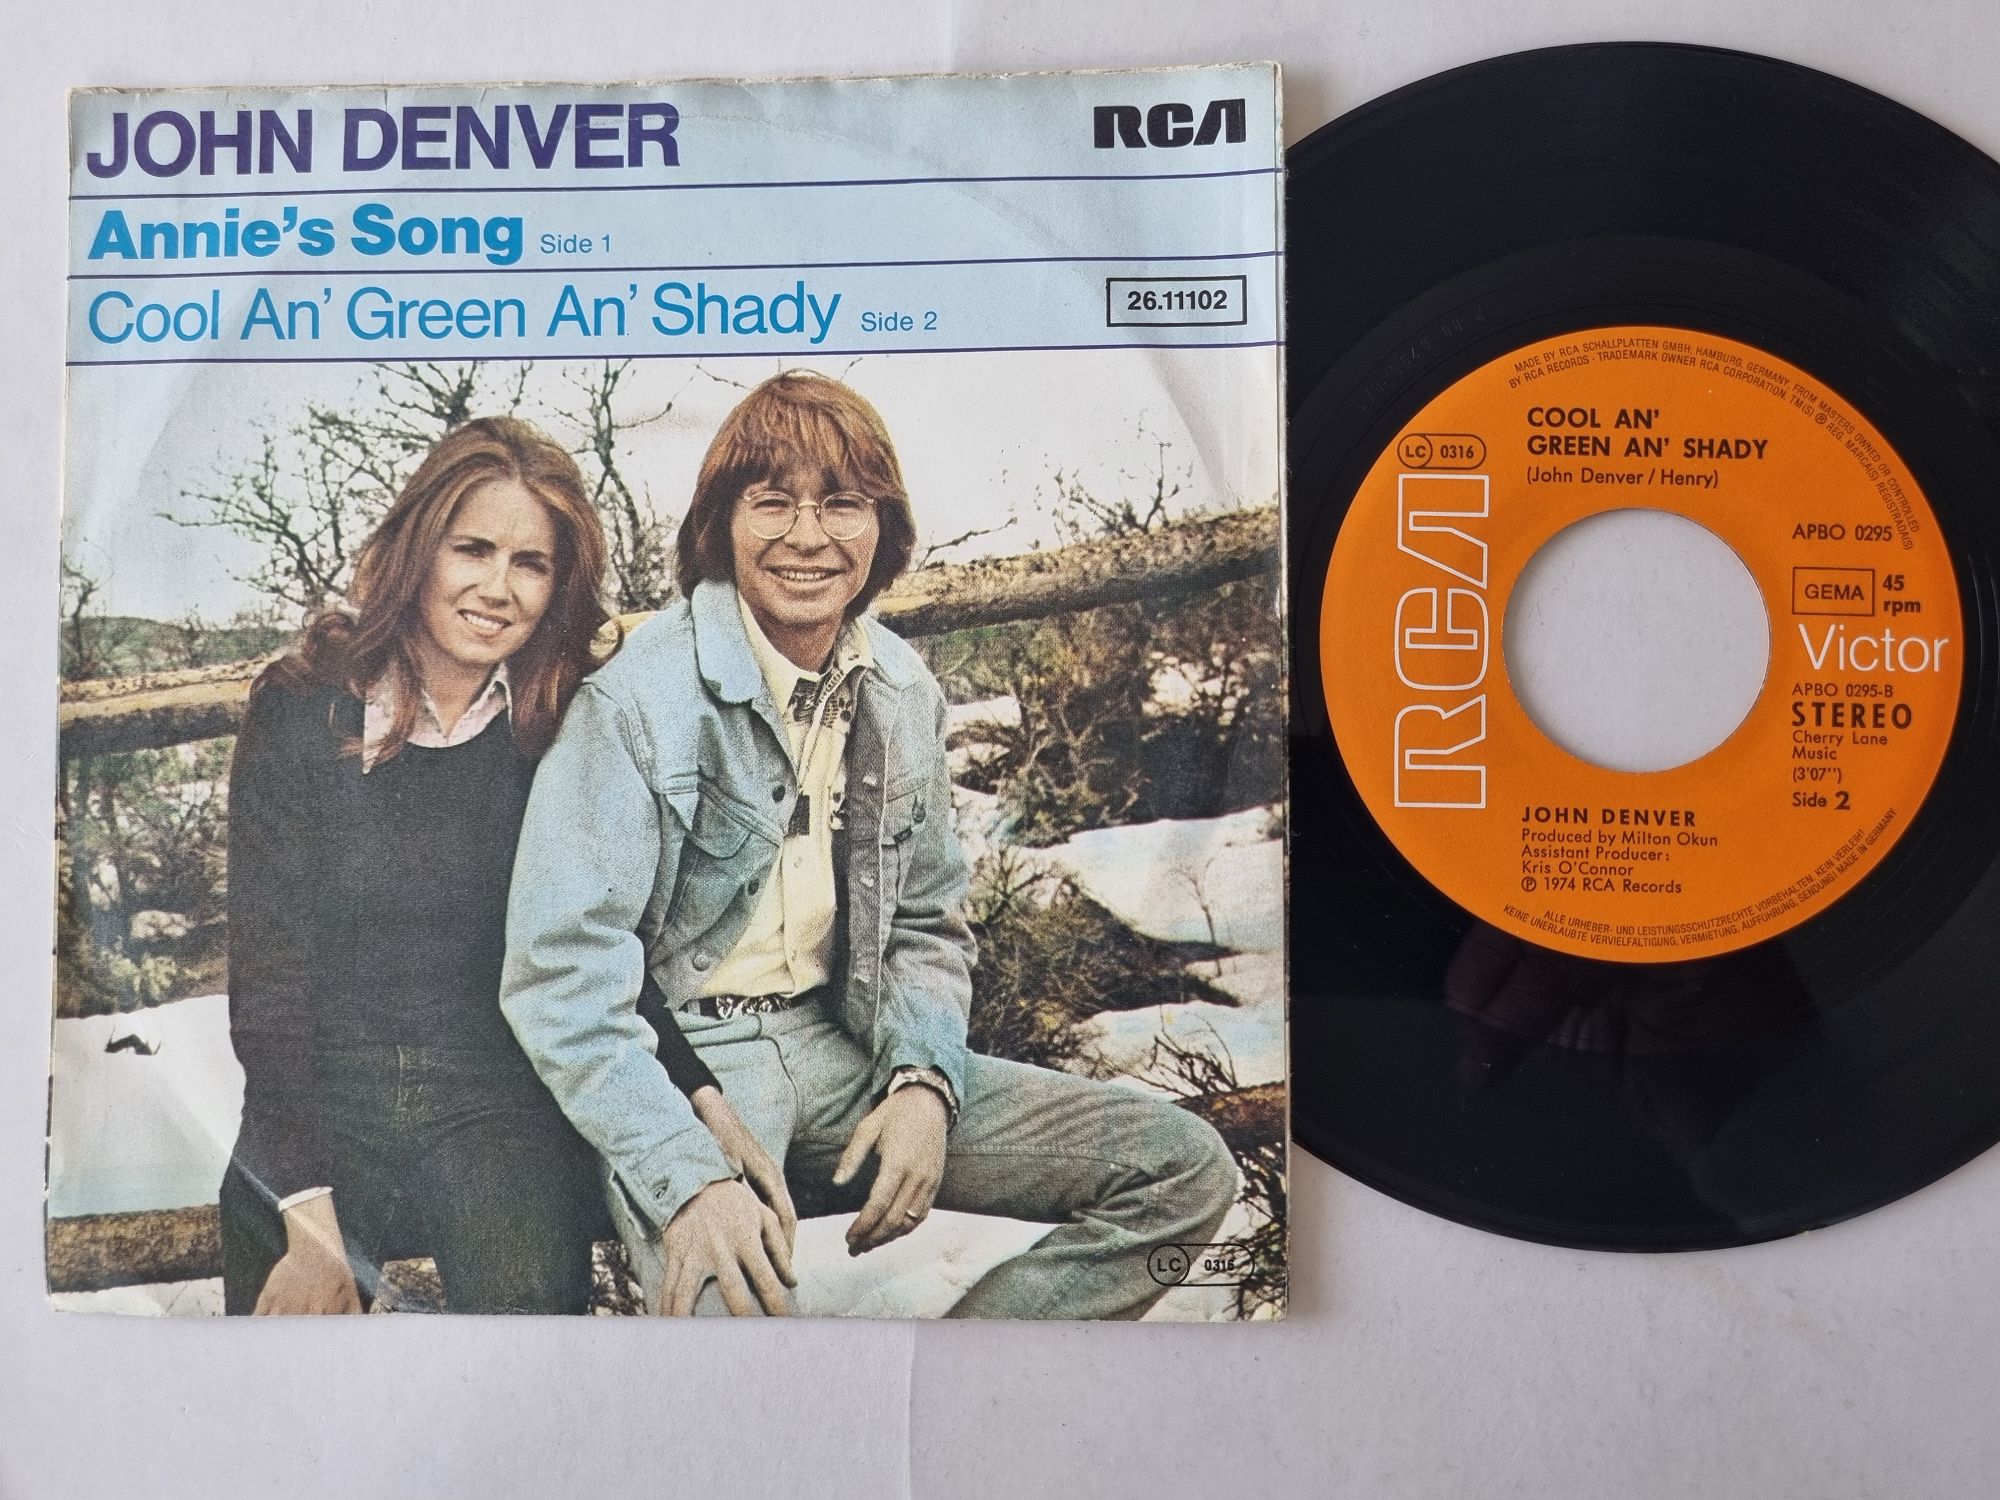 JOHN DENVER
RCA
Annie's Song Side 1
Cool An' Green An' Shady Side 2
26.11102
LC 0316
MADE BY RCA SCHALLPLATTEN GMBH, HAMBURG, GERMANY, FROM MASTERS OWNED OR CONTROLLED
BY RCA RECORDS · TRADEMARK OWNER RCA CORPORATION. TM(S) ® REG. MARCA(S) REGISTRADA(S)
COOL AN'
GREEN AN' SHADY
(John Denver / Henry)
LC 0316
RCA
APBO 0295
GEMA
45
rpm
Victor
APBO 0295-B
STEREO
Cherry Lane
Music
(3'07'')
Side 2
JOHN DENVER
Produced by Milton Okun
Assistant Producer:
Kris O'Connor
℗ 1974 RCA Records
ALLE URHEBER- UND LEISTUNGSSCHUTZRECHTE VORBEHALTEN. KEIN VERLEIH!
KEINE UNERLAUBTE VERVIELFÄLTIGUNG, VERMIETUNG, AUFFÜHRUNG, SENDUNG! MADE IN GERMANY